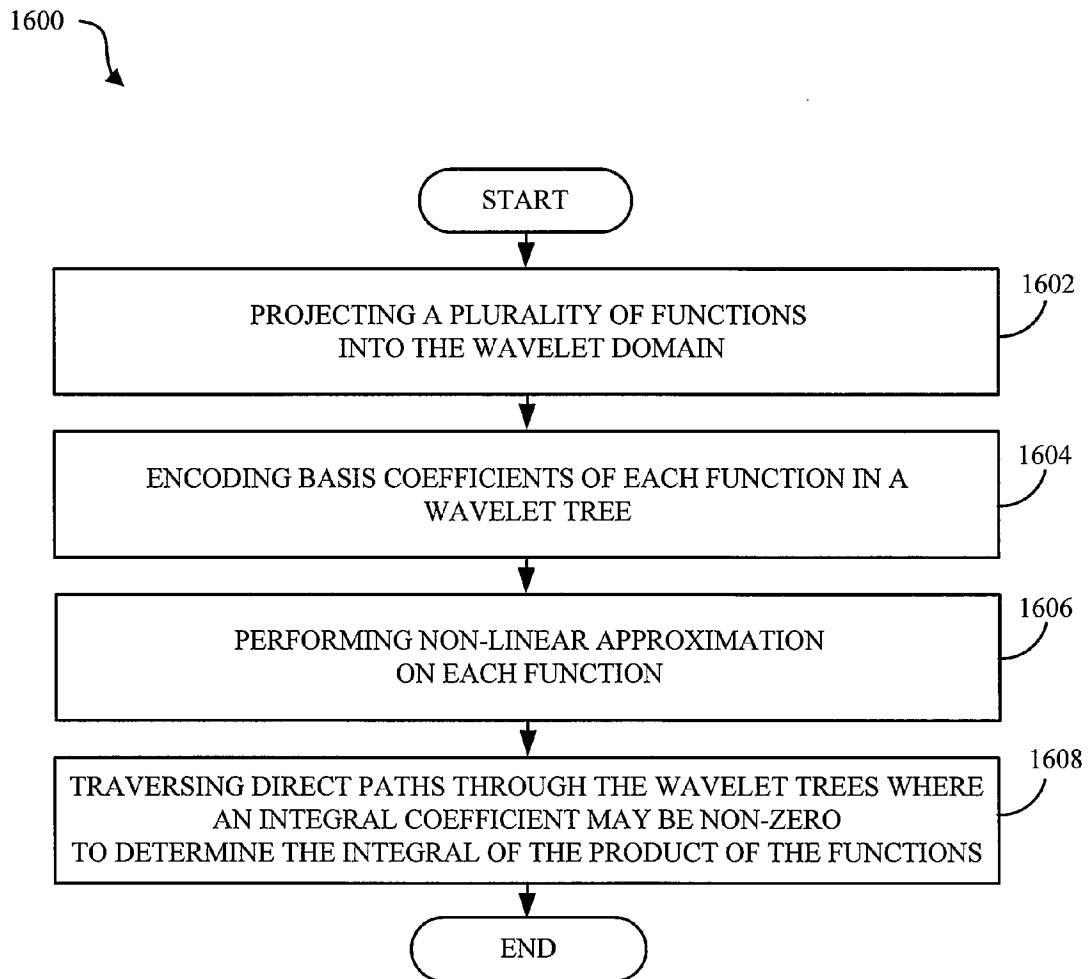 1600
START
PROJECTING A PLURALITY OF FUNCTIONS
INTO THE WAVELET DOMAIN
1602
ENCODING BASIS COEFFICIENTS OF EACH FUNCTION IN A
WAVELET TREE
1604
PERFORMING NON-LINEAR APPROXIMATION
ON EACH FUNCTION
1606
TRAVERSING DIRECT PATHS THROUGH THE WAVELET TREES WHERE
AN INTEGRAL COEFFICIENT MAY BE NON-ZERO
TO DETERMINE THE INTEGRAL OF THE PRODUCT OF THE FUNCTIONS
1608
END